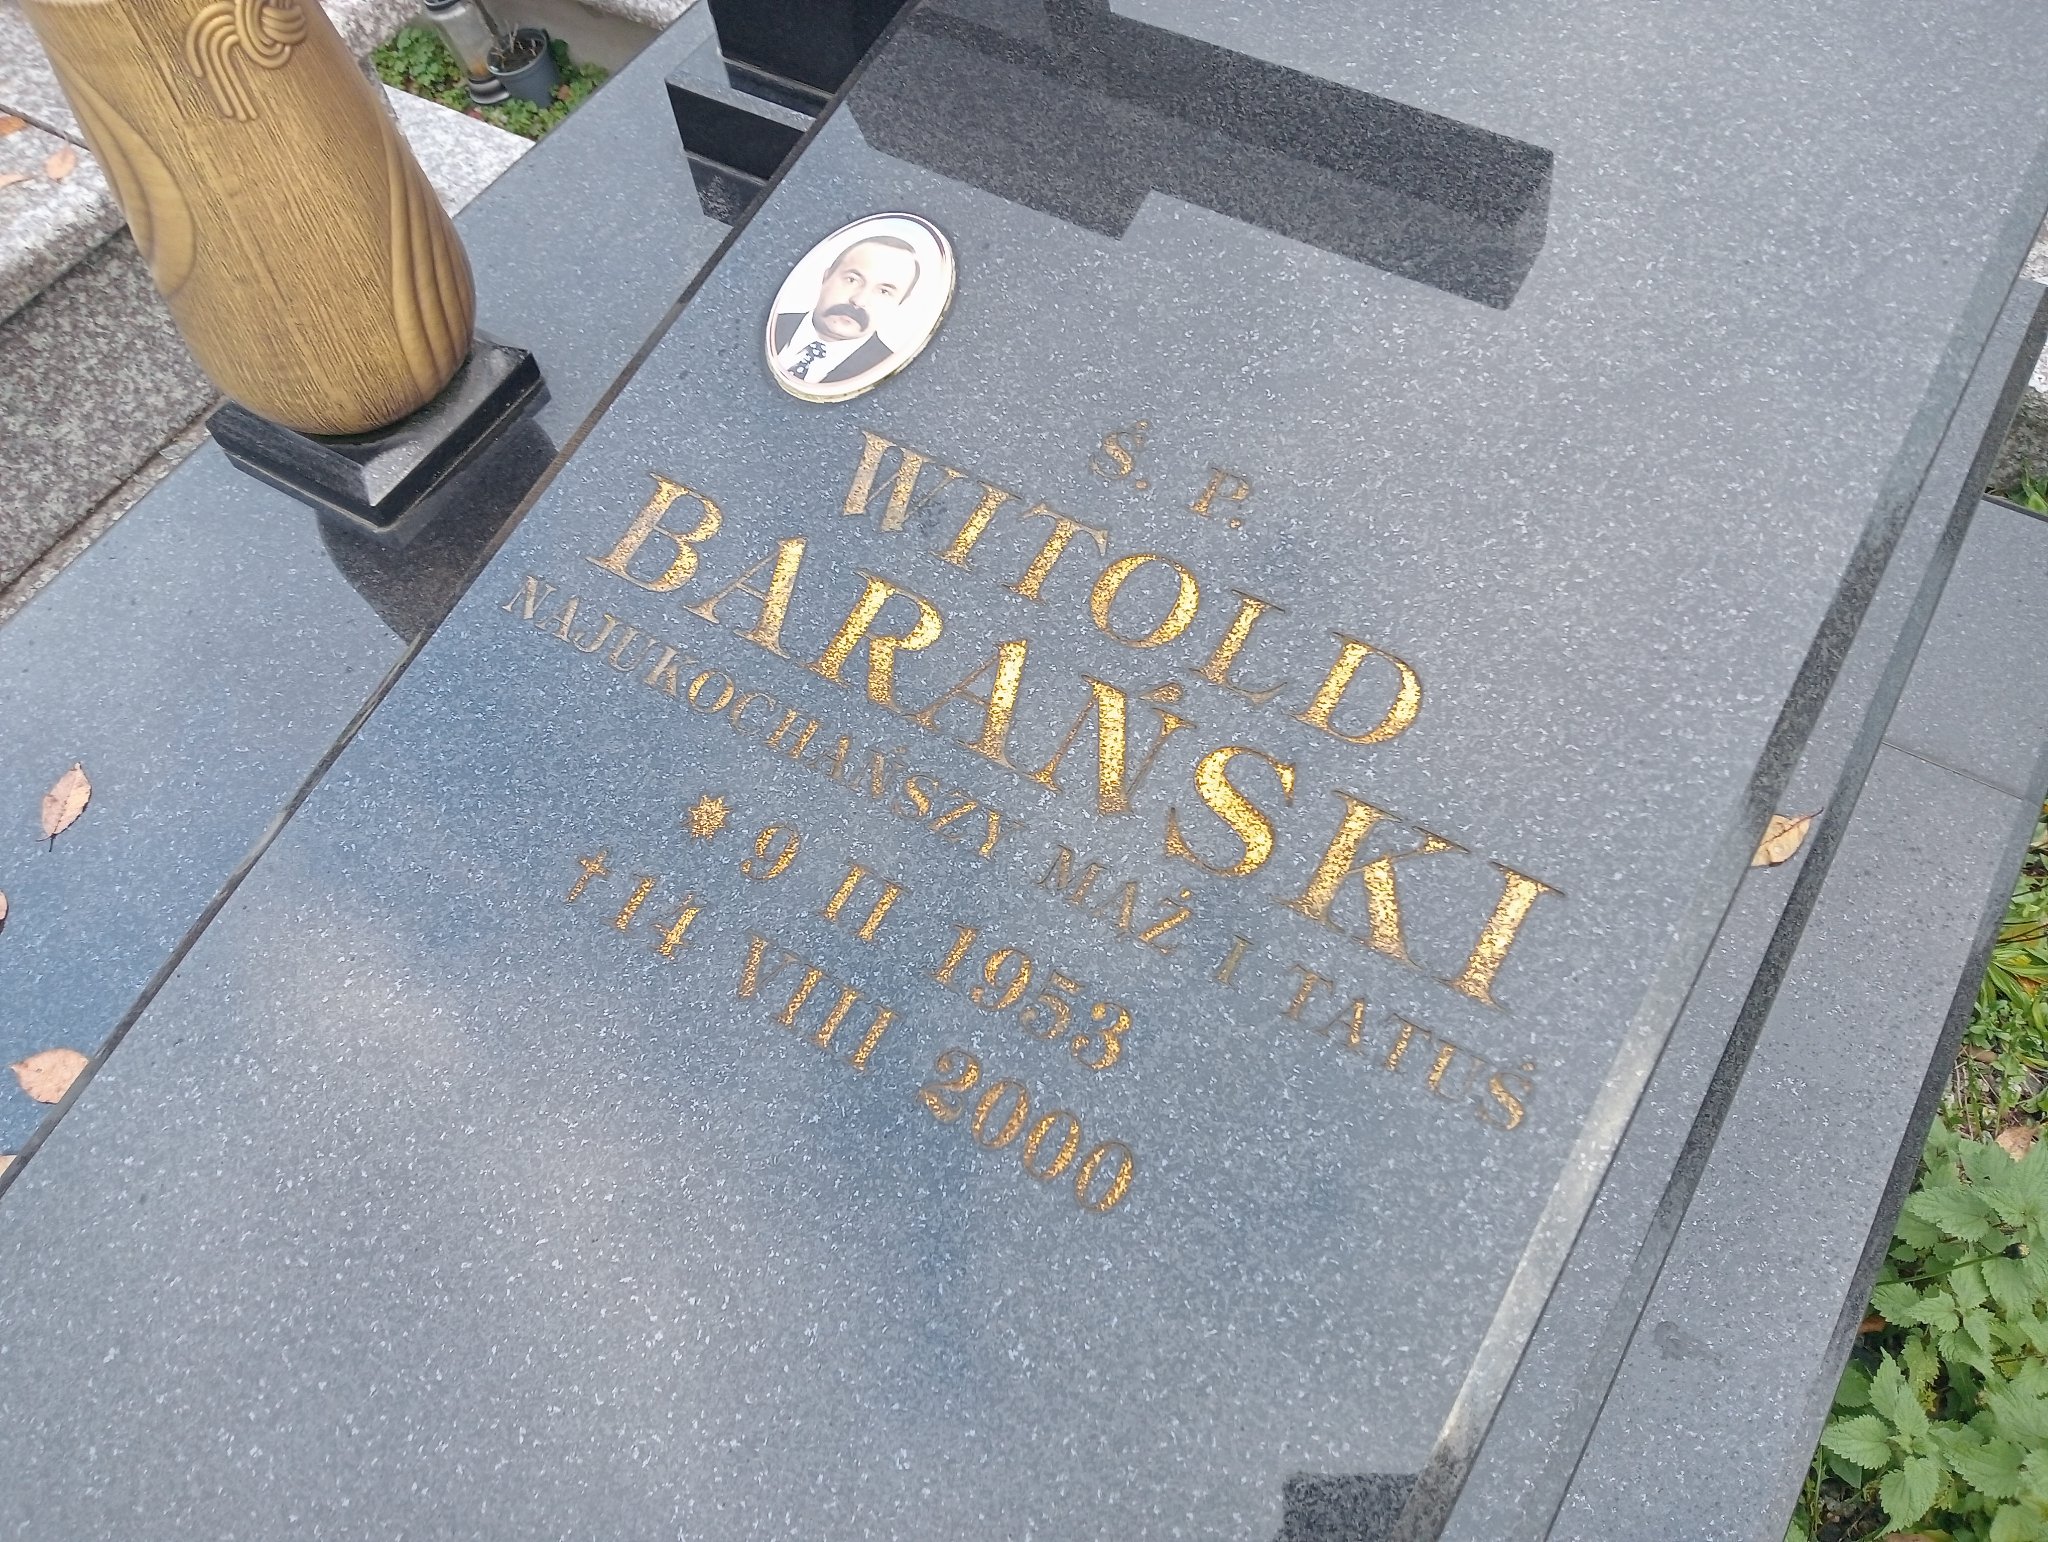 Ś. P.
WITOLD
BARAŃSKI
NAJUKOCHAŃSZY MĄŻ I TATUŚ
* 9 II 1953
† 14 VIII 2000